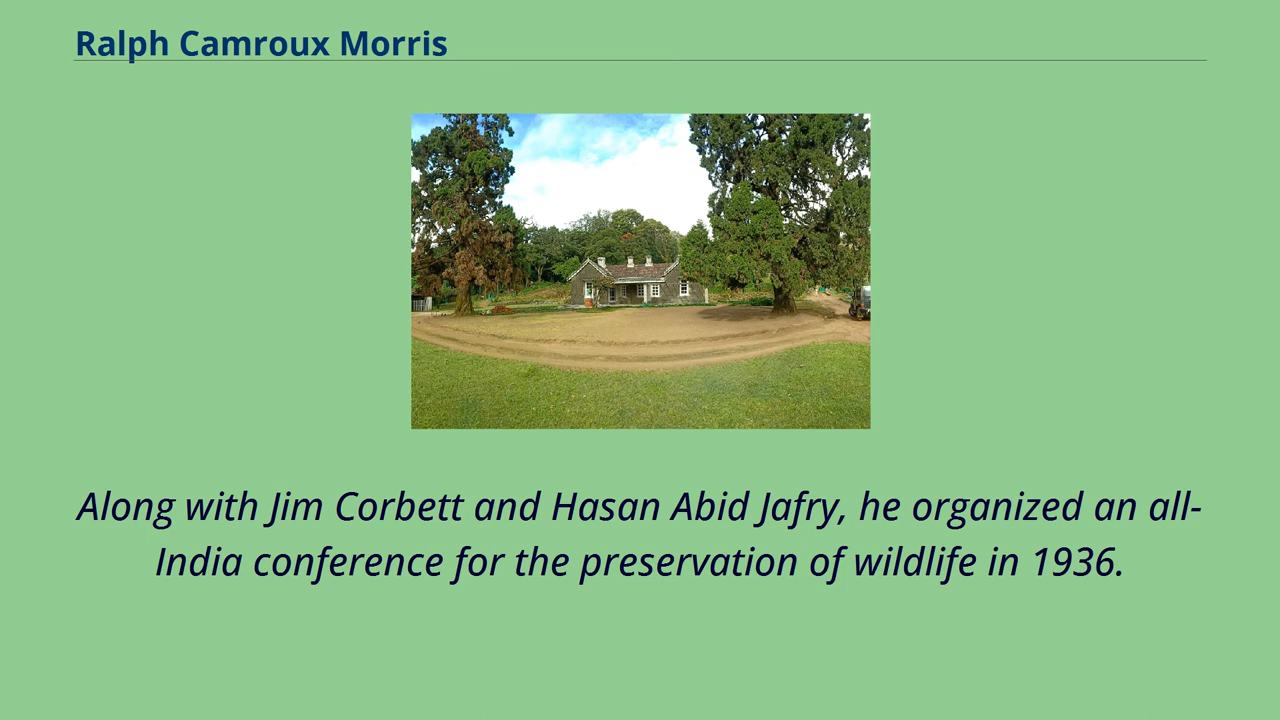 Ralph Camroux Morris
Along with Jim Corbett and Hasan Abid Jafry, he organized an all-
India conference for the preservation of wildlife in 1936.